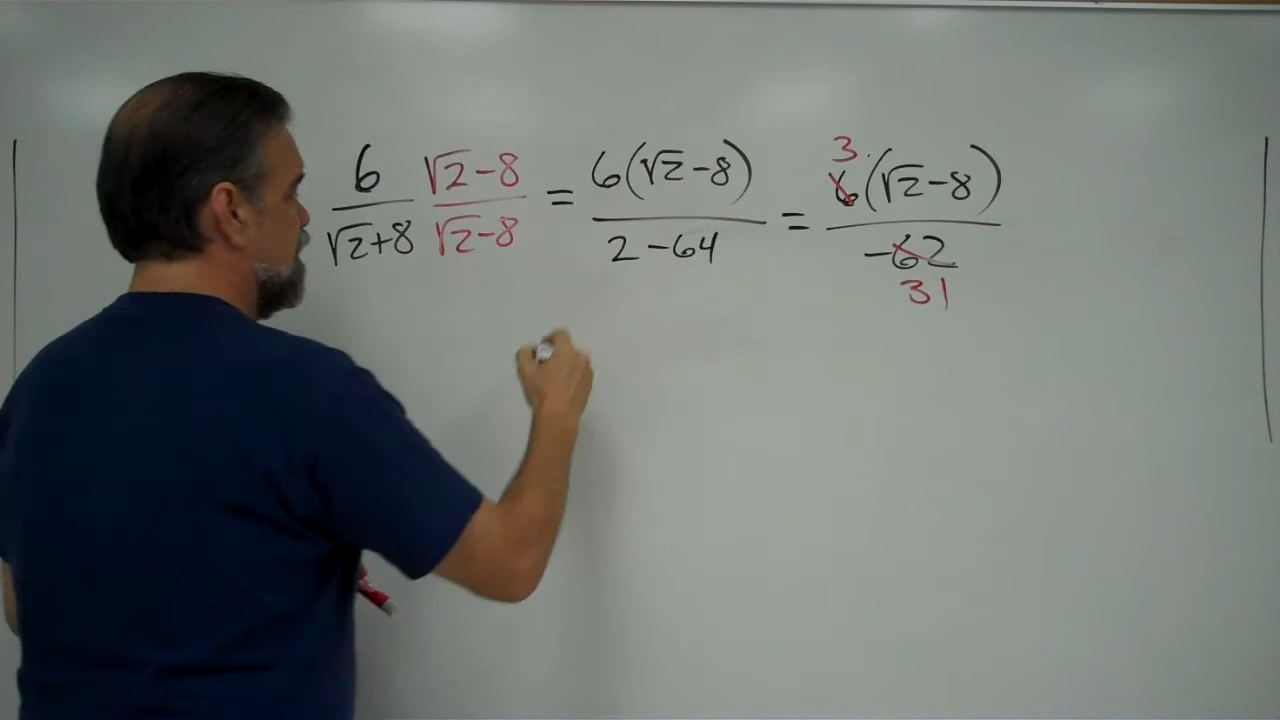 6/(√2+8) (√2-8)/(√2-8) = 6(√2-8)/(2-64) = 6(√2-8)/(-62)
3
31